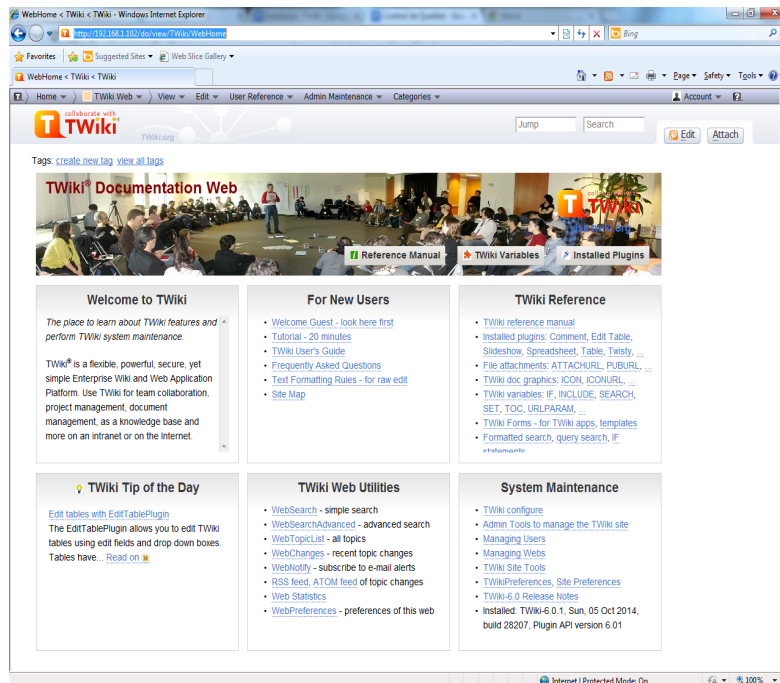 WebHome < TWiki < TWiki - Windows Internet Explorer
http://192.168.1.102/do/view/TWiki/WebHome
Bing
Favorites Suggested Sites Web Slice Gallery
WebHome < TWiki < TWiki
Page Safety Tools
Home TWiki Web View Edit User Reference Admin Maintenance Categories Account
collaborate with
TWiki®
TWiki.org
Jump Search
Edit Attach
Tags: create new tag view all tags
TWiki® Documentation Web
TWiki
Reference Manual TWiki Variables Installed Plugins
Welcome to TWiki
The place to learn about TWiki features and
perform TWiki system maintenance.
TWiki® is a flexible, powerful, secure, yet
simple Enterprise Wiki and Web Application
Platform. Use TWiki for team collaboration,
project management, document
management, as a knowledge base and
more on an intranet or on the Internet.
For New Users
• Welcome Guest - look here first
• Tutorial - 20 minutes
• TWiki User's Guide
• Frequently Asked Questions
• Text Formatting Rules - for raw edit
• Site Map
TWiki Reference
• TWiki reference manual
• Installed plugins: Comment, Edit Table,
Slideshow, Spreadsheet, Table, Twisty, ...
• File attachments: ATTACHURL, PUBURL, ...
• TWiki doc graphics: ICON, ICONURL, ...
• TWiki variables: IF, INCLUDE, SEARCH,
SET, TOC, URLPARAM, ...
• TWiki Forms - for TWiki apps, templates
• Formatted search, query search, IF
statements
TWiki Tip of the Day
Edit tables with EditTablePlugin
The EditTablePlugin allows you to edit TWiki
tables using edit fields and drop down boxes.
Tables have... Read on
TWiki Web Utilities
• WebSearch - simple search
• WebSearchAdvanced - advanced search
• WebTopicList - all topics
• WebChanges - recent topic changes
• WebNotify - subscribe to e-mail alerts
• RSS feed, ATOM feed of topic changes
• Web Statistics
• WebPreferences - preferences of this web
System Maintenance
• TWiki configure
• Admin Tools to manage the TWiki site
• Managing Users
• Managing Webs
• TWiki Site Tools
• TWikiPreferences, Site Preferences
• TWiki-6.0 Release Notes
• Installed: TWiki-6.0.1, Sun, 05 Oct 2014,
build 28207, Plugin API version 6.01
Internet | Protected Mode: On 100%